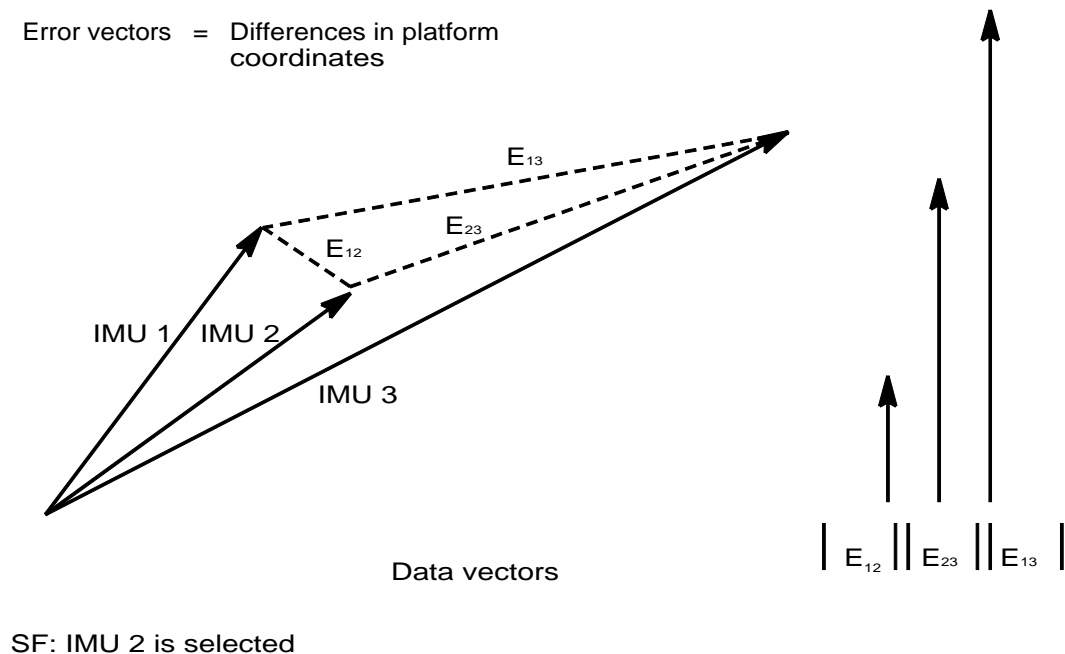 Error vectors = Differences in platform
coordinates
E₁₃
E₂₃
E₁₂
IMU 1
IMU 2
IMU 3
| E₁₂ || E₂₃ || E₁₃ |
Data vectors
SF: IMU 2 is selected